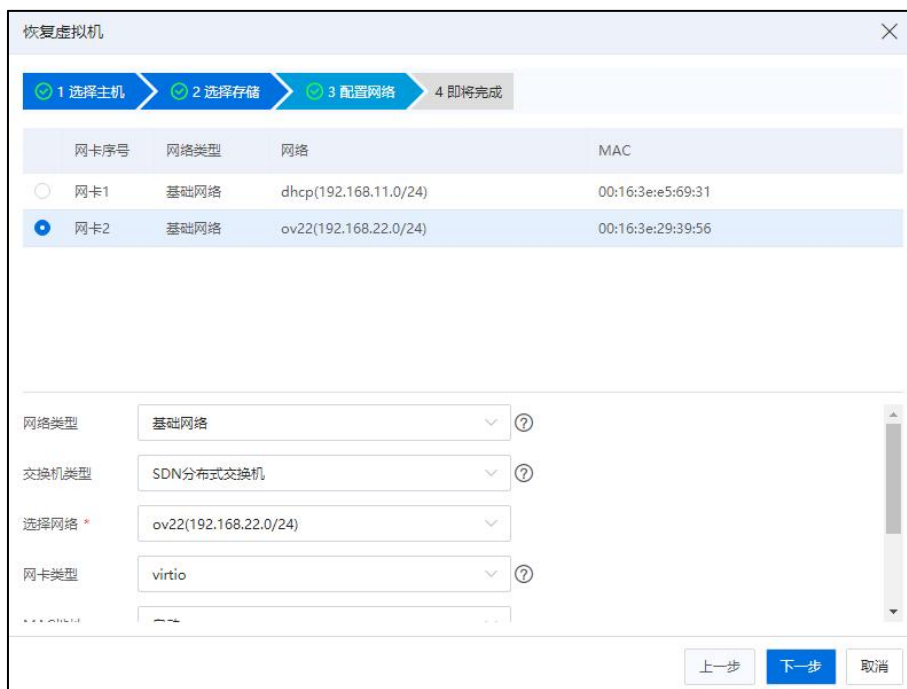 恢复虚拟机
1 选择主机 2 选择存储 3 配置网络 4 即将完成
网卡序号 网络类型 网络 MAC
网卡1 基础网络 dhcp(192.168.11.0/24) 00:16:3e:e5:69:31
网卡2 基础网络 ov22(192.168.22.0/24) 00:16:3e:29:39:56
网络类型 基础网络
交换机类型 SDN分布式交换机
选择网络 * ov22(192.168.22.0/24)
网卡类型 virtio
上一步 下一步 取消